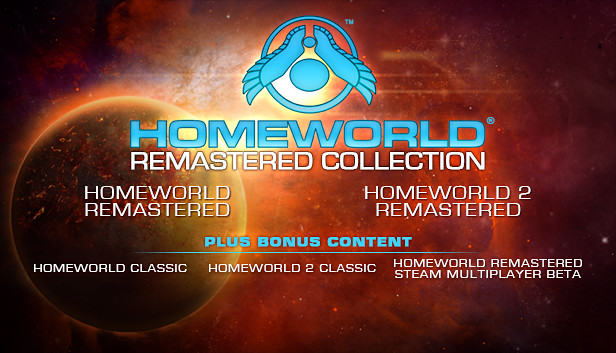 ™
HOMEWORLD®
REMASTERED COLLECTION
HOMEWORLD
REMASTERED
HOMEWORLD 2
REMASTERED
PLUS BONUS CONTENT
HOMEWORLD CLASSIC
HOMEWORLD 2 CLASSIC
HOMEWORLD REMASTERED
STEAM MULTIPLAYER BETA